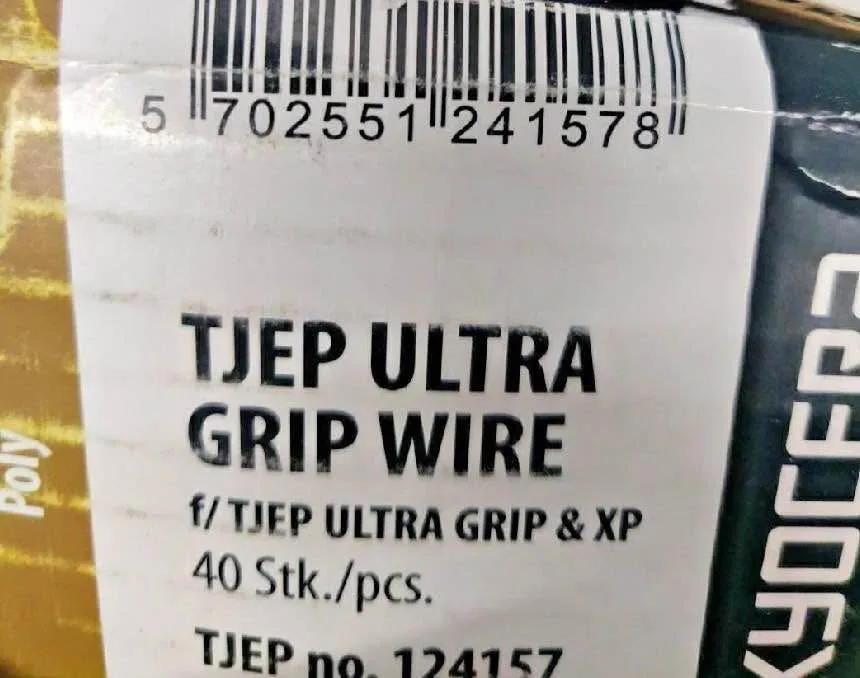 5 702551 241578
TJEP ULTRA
GRIP WIRE
f/ TJEP ULTRA GRIP & XP
40 Stk./pcs.
TJEP no. 124157
Poly
KYOCERA